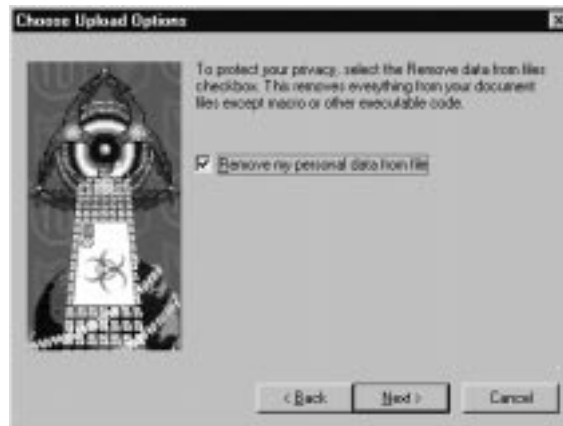 Choose Upload Options
To protect your privacy, select the Remove data from files
checkbox. This removes everything from your document
files except macro or other executable code.
Remove my personal data from file
< Back
Next >
Cancel